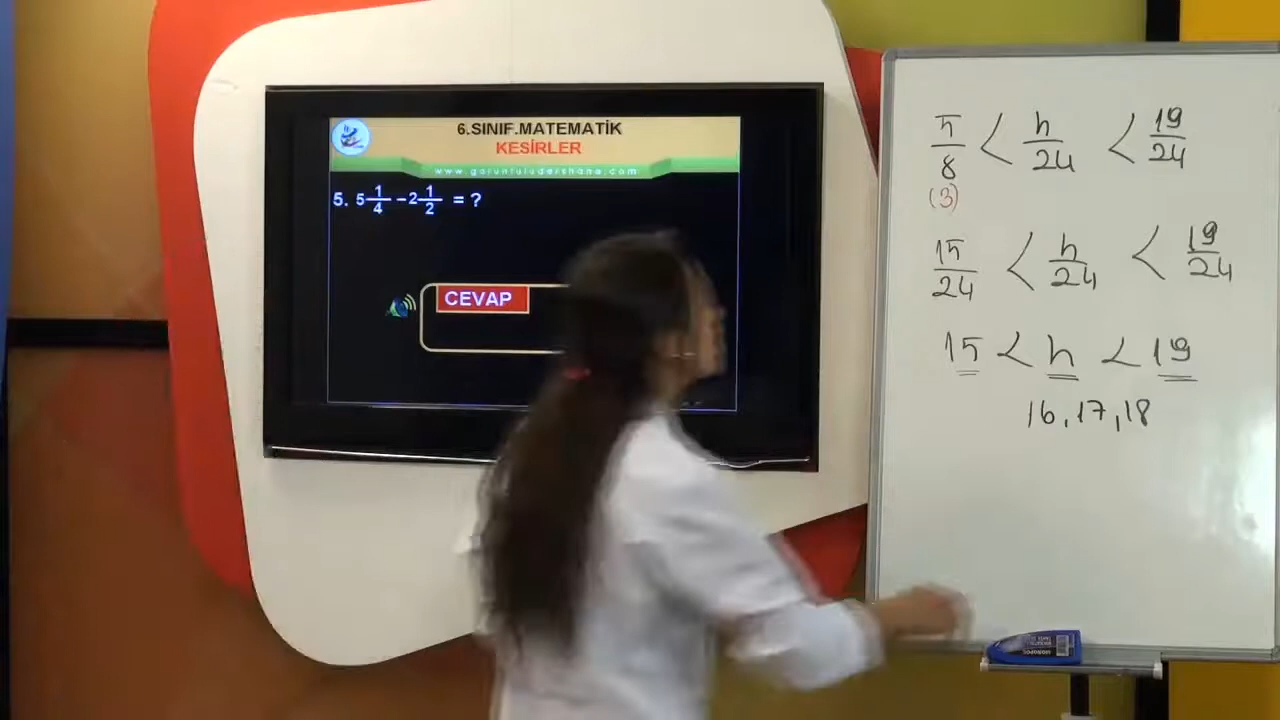 6.SINIF.MATEMATİK
KESİRLER
www.goruntuludershane.com
5. 5 1/4 - 2 1/2 = ?
CEVAP
5/8 < n/24 < 19/24
(3)
15/24 < n/24 < 19/24
15 < n < 19
16, 17, 18